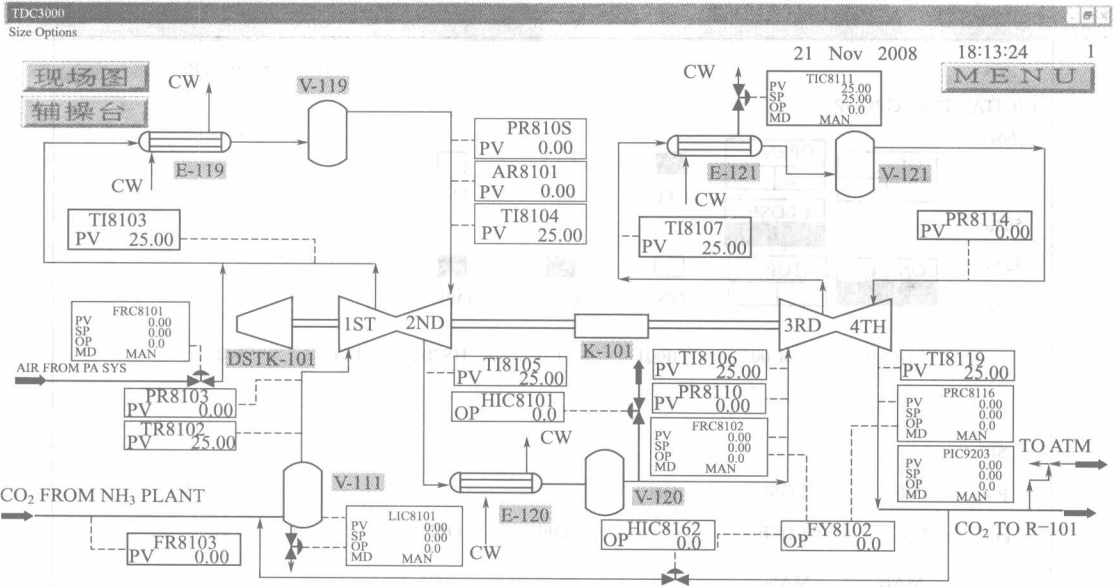 TDC3000
Size Options
21 Nov 2008 18:13:24 1
现场图
辅操台
MENU
CW
V-119
E-119
CW
PR810S
PV 0.00
AR8101
PV 0.00
TI8104
PV 25.00
TI8103
PV 25.00
CW
TIC8111
PV 25.00
SP 25.00
OP 0.0
MD MAN
E-121
V-121
CW
TI8107
PV 25.00
PR8114
PV 0.00
FRC8101
PV 0.00
SP 0.00
OP 0.0
MD MAN
AIR FROM PA SYS
DSTK-101
1ST
2ND
K-101
3RD
4TH
PR8103
PV 0.00
TR8102
PV 25.00
TI8105
PV 25.00
HIC8101
OP 0.0
TI8106
PV 25.00
PR8110
PV 0.00
FRC8102
PV 0.00
SP 0.00
OP 0.0
MD MAN
TI8119
PV 25.00
PRC8116
PV 0.00
SP 0.00
OP 0.0
MD MAN
PIC9203
PV 0.00
SP 0.00
OP 0.0
MD MAN
TO ATM
CO₂ FROM NH₃ PLANT
V-111
CW
E-120
CW
V-120
FR8103
PV 0.00
LIC8101
PV 0.00
SP 0.00
OP 0.0
MD MAN
HIC8162
OP 0.0
FY8102
OP 0.0
CO₂ TO R-101